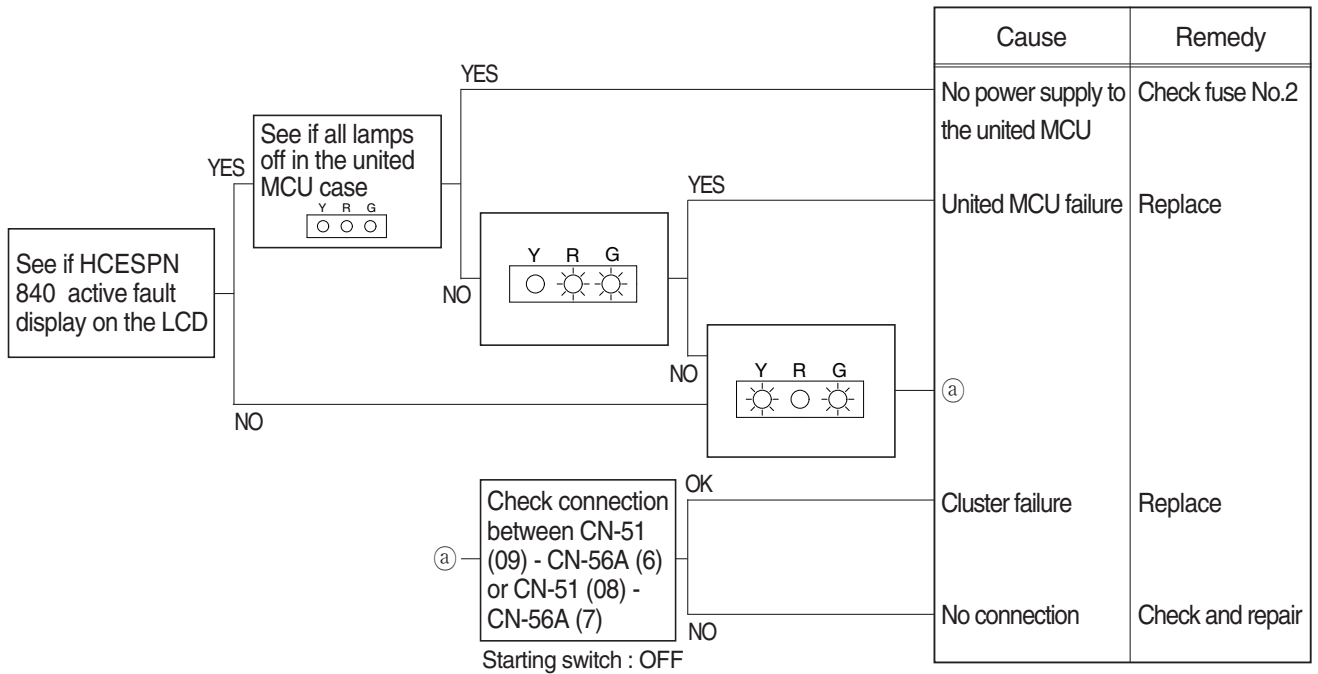 Cause Remedy
YES
No power supply to Check fuse No.2
the united MCU
See if all lamps
off in the united
MCU case
Y R G
YES
YES
United MCU failure Replace
See if HCESPN
840 active fault
display on the LCD
Y R G
NO
NO
Y R G
ⓐ
NO
Check connection
between CN-51
(09) - CN-56A (6)
or CN-51 (08) -
CN-56A (7)
ⓐ
OK
Cluster failure Replace
No connection Check and repair
NO
Starting switch : OFF